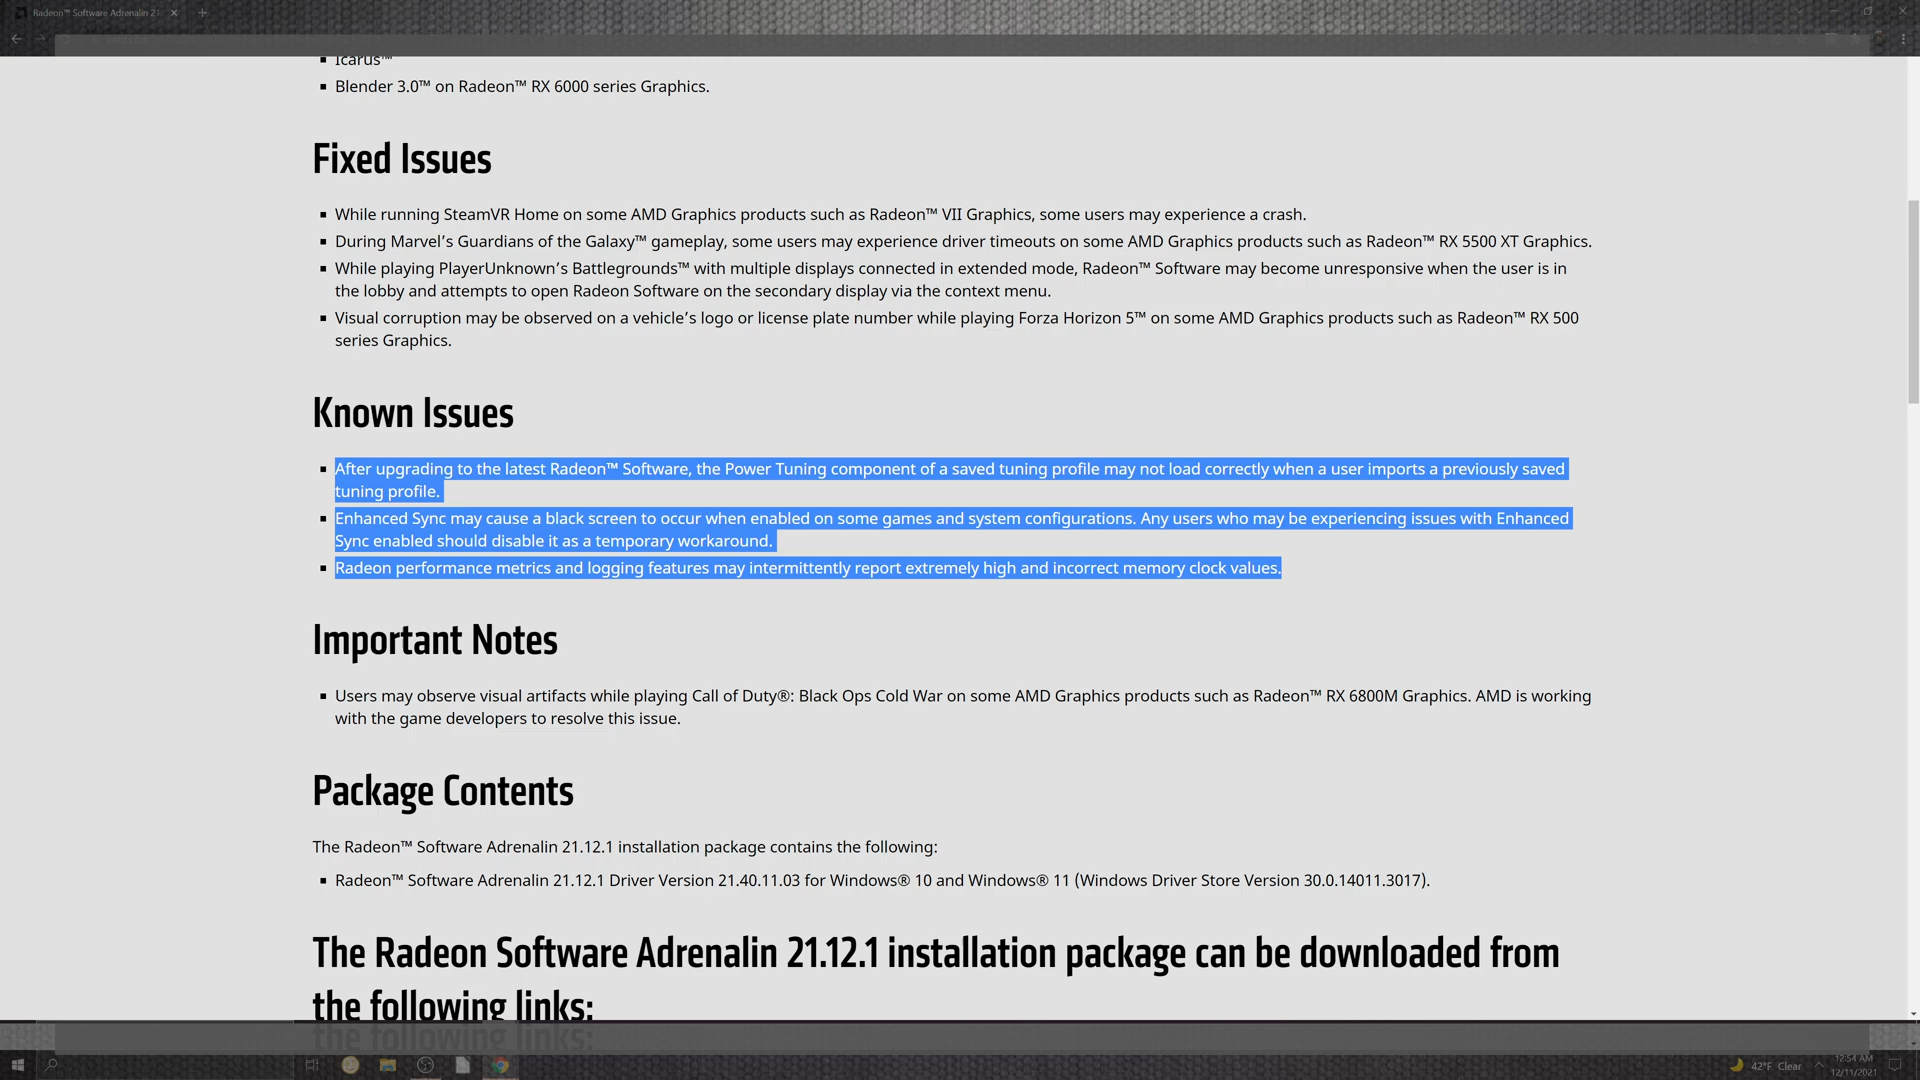 Radeon™ Software Adrenalin 21
Icarus™
Blender 3.0™ on Radeon™ RX 6000 series Graphics.
Fixed Issues
While running SteamVR Home on some AMD Graphics products such as Radeon™ VII Graphics, some users may experience a crash.
During Marvel’s Guardians of the Galaxy™ gameplay, some users may experience driver timeouts on some AMD Graphics products such as Radeon™ RX 5500 XT Graphics.
While playing PlayerUnknown’s Battlegrounds™ with multiple displays connected in extended mode, Radeon™ Software may become unresponsive when the user is in
the lobby and attempts to open Radeon Software on the secondary display via the context menu.
Visual corruption may be observed on a vehicle’s logo or license plate number while playing Forza Horizon 5™ on some AMD Graphics products such as Radeon™ RX 500
series Graphics.
Known Issues
After upgrading to the latest Radeon™ Software, the Power Tuning component of a saved tuning profile may not load correctly when a user imports a previously saved
tuning profile.
Enhanced Sync may cause a black screen to occur when enabled on some games and system configurations. Any users who may be experiencing issues with Enhanced
Sync enabled should disable it as a temporary workaround.
Radeon performance metrics and logging features may intermittently report extremely high and incorrect memory clock values.
Important Notes
Users may observe visual artifacts while playing Call of Duty®: Black Ops Cold War on some AMD Graphics products such as Radeon™ RX 6800M Graphics. AMD is working
with the game developers to resolve this issue.
Package Contents
The Radeon™ Software Adrenalin 21.12.1 installation package contains the following:
Radeon™ Software Adrenalin 21.12.1 Driver Version 21.40.11.03 for Windows® 10 and Windows® 11 (Windows Driver Store Version 30.0.14011.3017).
The Radeon Software Adrenalin 21.12.1 installation package can be downloaded from
the following links:
the following links:
42°F Clear
12:54 AM
12/11/2021